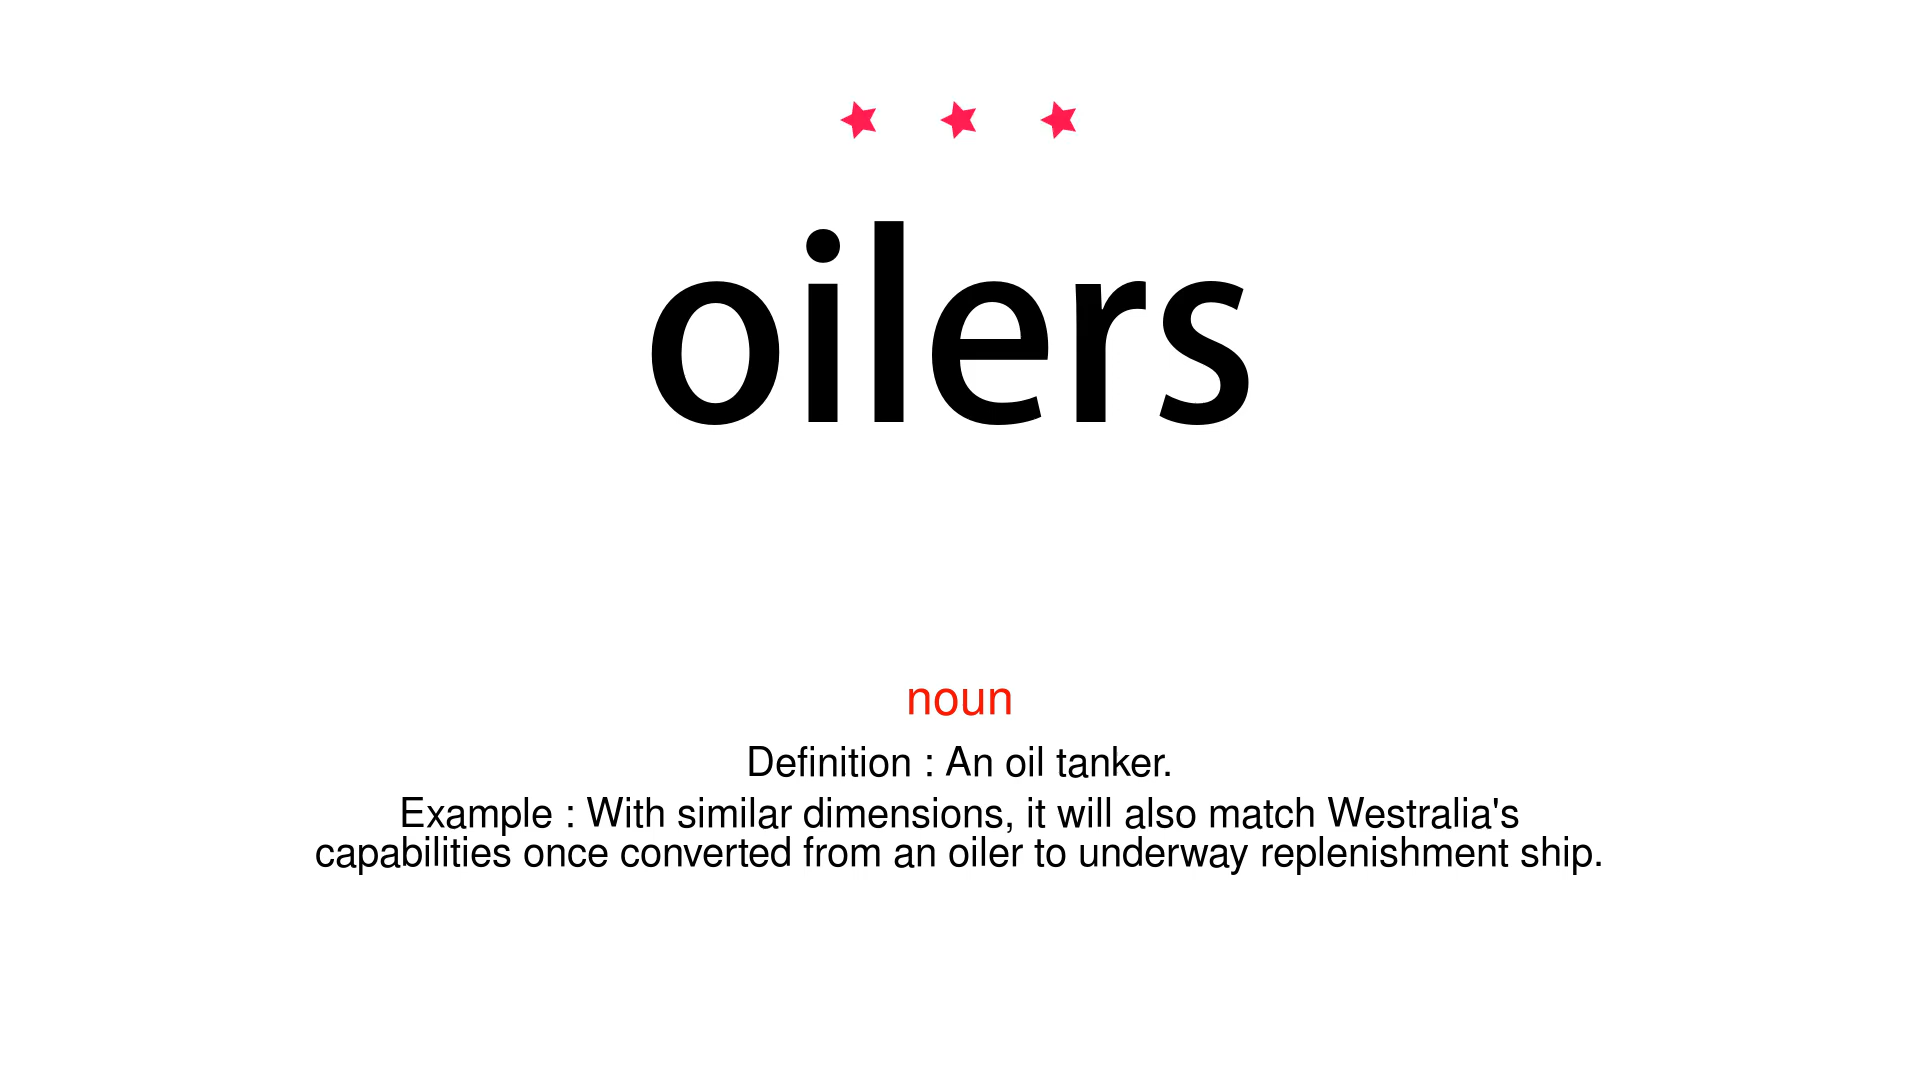 oilers
noun
Definition : An oil tanker.
Example : With similar dimensions, it will also match Westralia's
capabilities once converted from an oiler to underway replenishment ship.